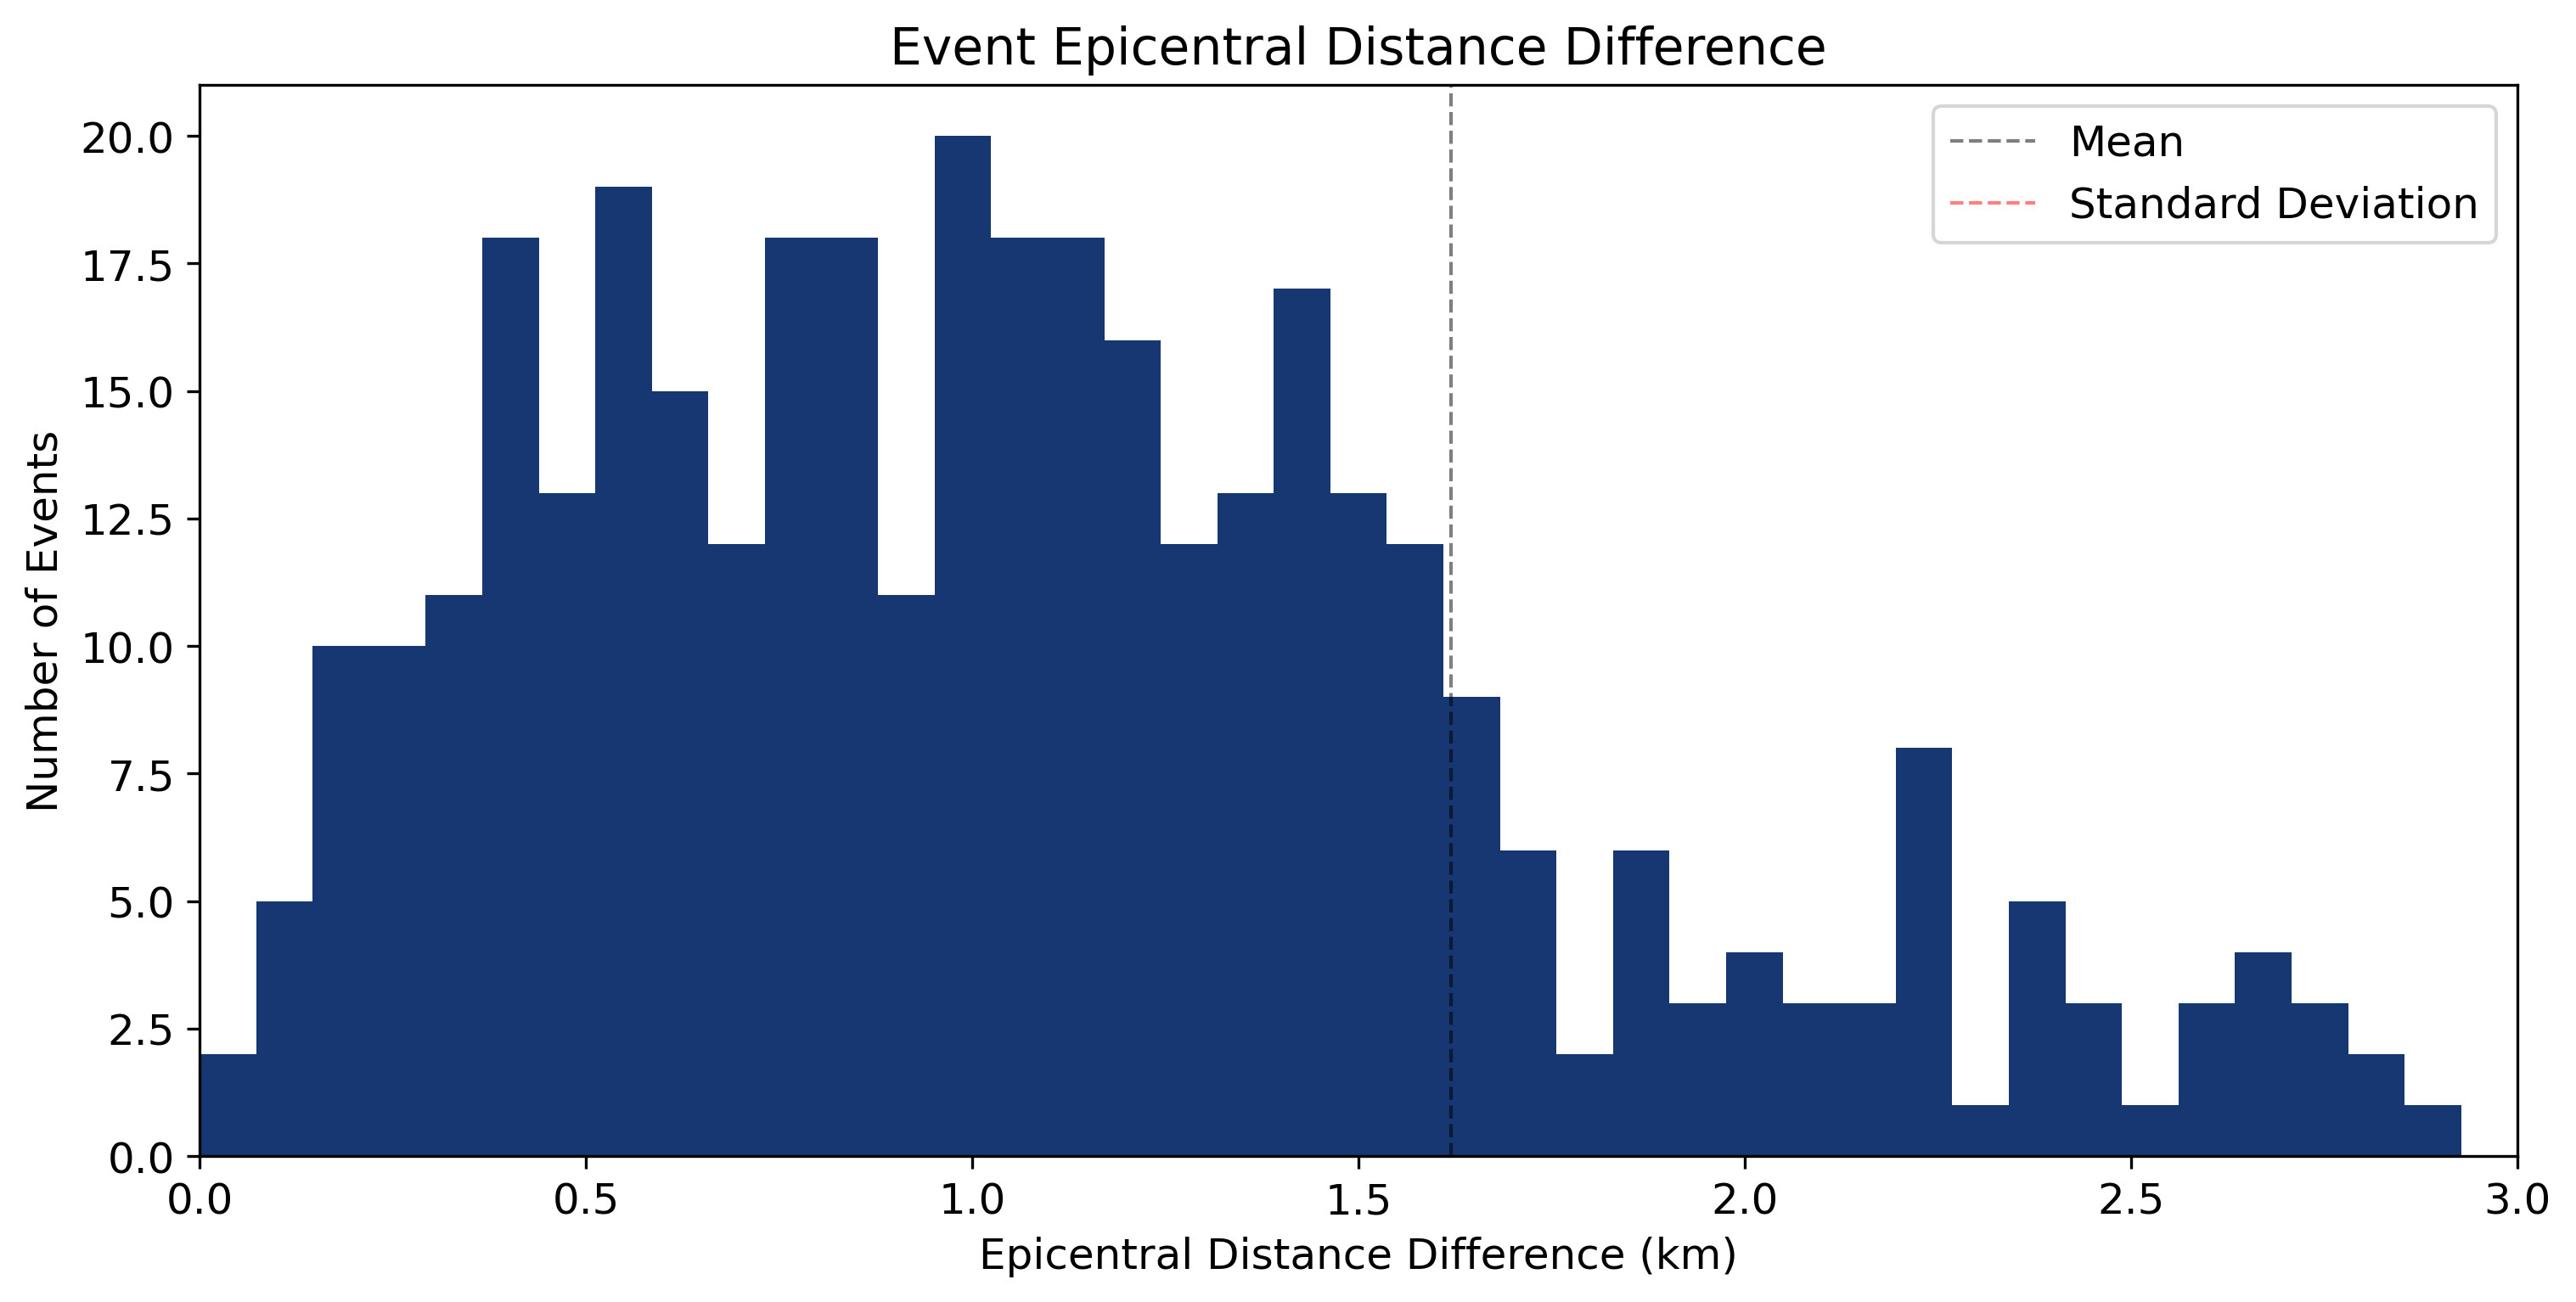 Event Epicentral Distance Difference
Mean
Standard Deviation
Number of Events
20.0
17.5
15.0
12.5
10.0
7.5
5.0
2.5
0.0
0.0 0.5 1.0 1.5 2.0 2.5 3.0
Epicentral Distance Difference (km)